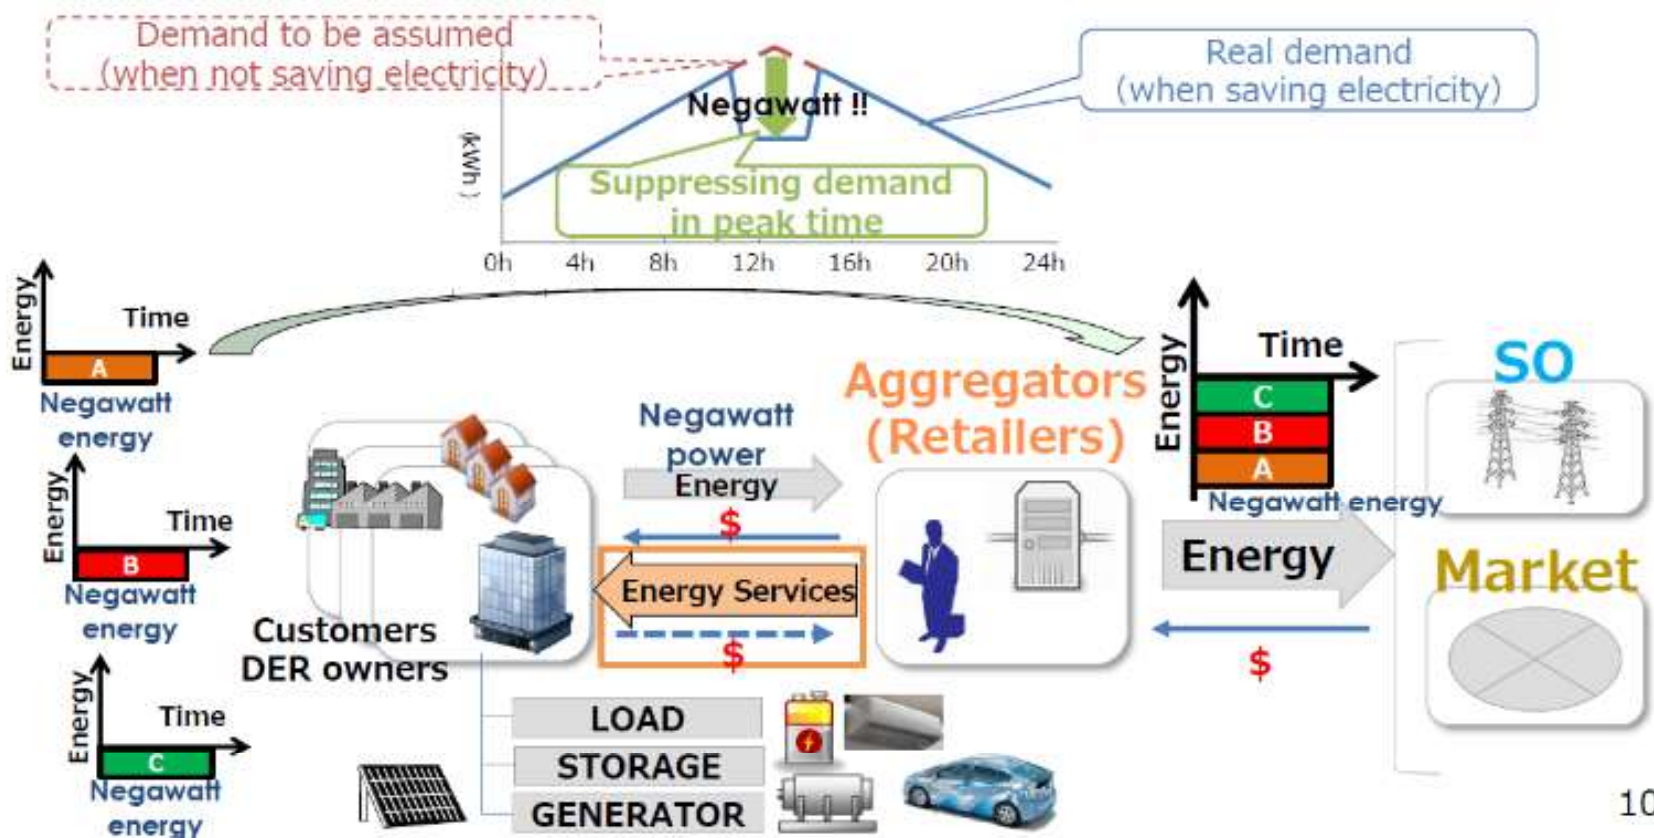 Demand to be assumed
(when not saving electricity)
Real demand
(when saving electricity)
Negawatt !!
(kWh)
Suppressing demand
in peak time
0h 4h 8h 12h 16h 20h 24h
Energy
Time
A
Negawatt
energy
Energy
Time
B
Negawatt
energy
Energy
Time
C
Negawatt
energy
Customers
DER owners
Negawatt
power
Energy
$
Energy Services
$
Aggregators
(Retailers)
Energy
Time
C
B
A
Negawatt energy
Energy
$
SO
Market
LOAD
STORAGE
GENERATOR
10